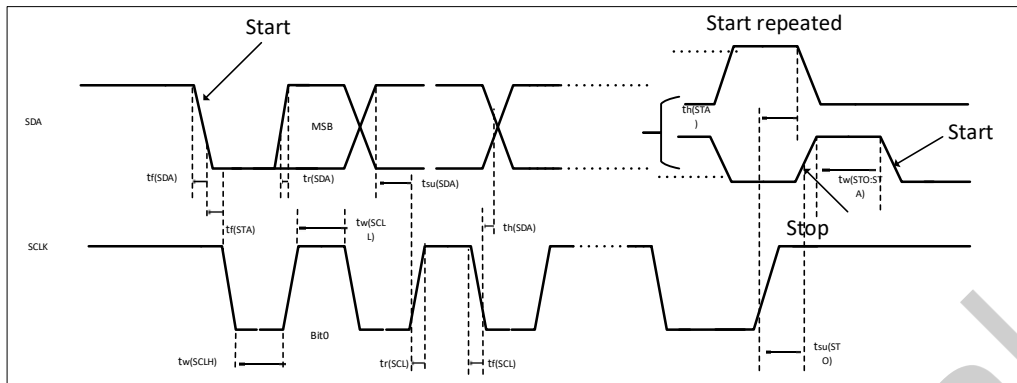 Start
Start repeated
SDA
MSB
th(STA
)
Start
tf(SDA)
tr(SDA)
tsu(SDA)
tw(STO:ST
A)
tf(STA)
tw(SCL
L)
th(SDA)
Stop
SCLK
Bit0
tw(SCLH)
tr(SCL)
tf(SCL)
tsu(ST
O)